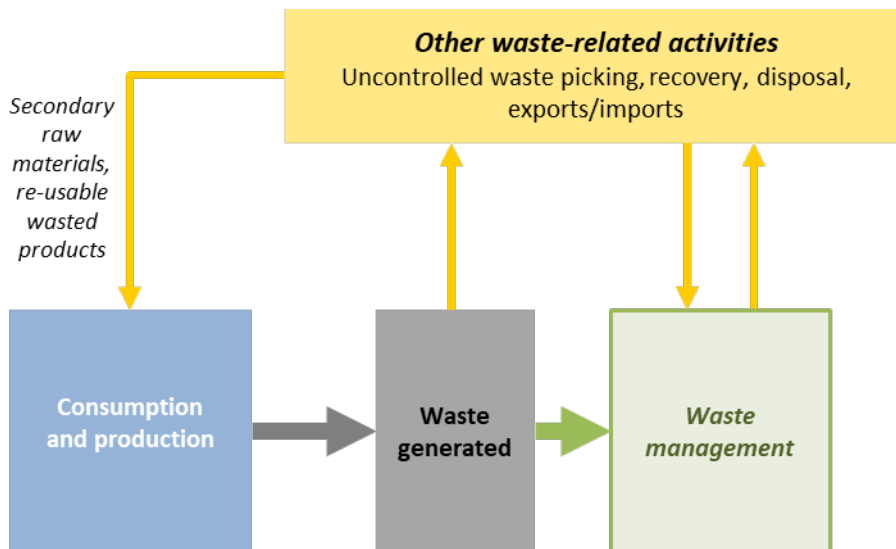 Other waste-related activities
Uncontrolled waste picking, recovery, disposal,
exports/imports
Secondary
raw
materials,
re-usable
wasted
products
Consumption
and production
Waste
generated
Waste
management